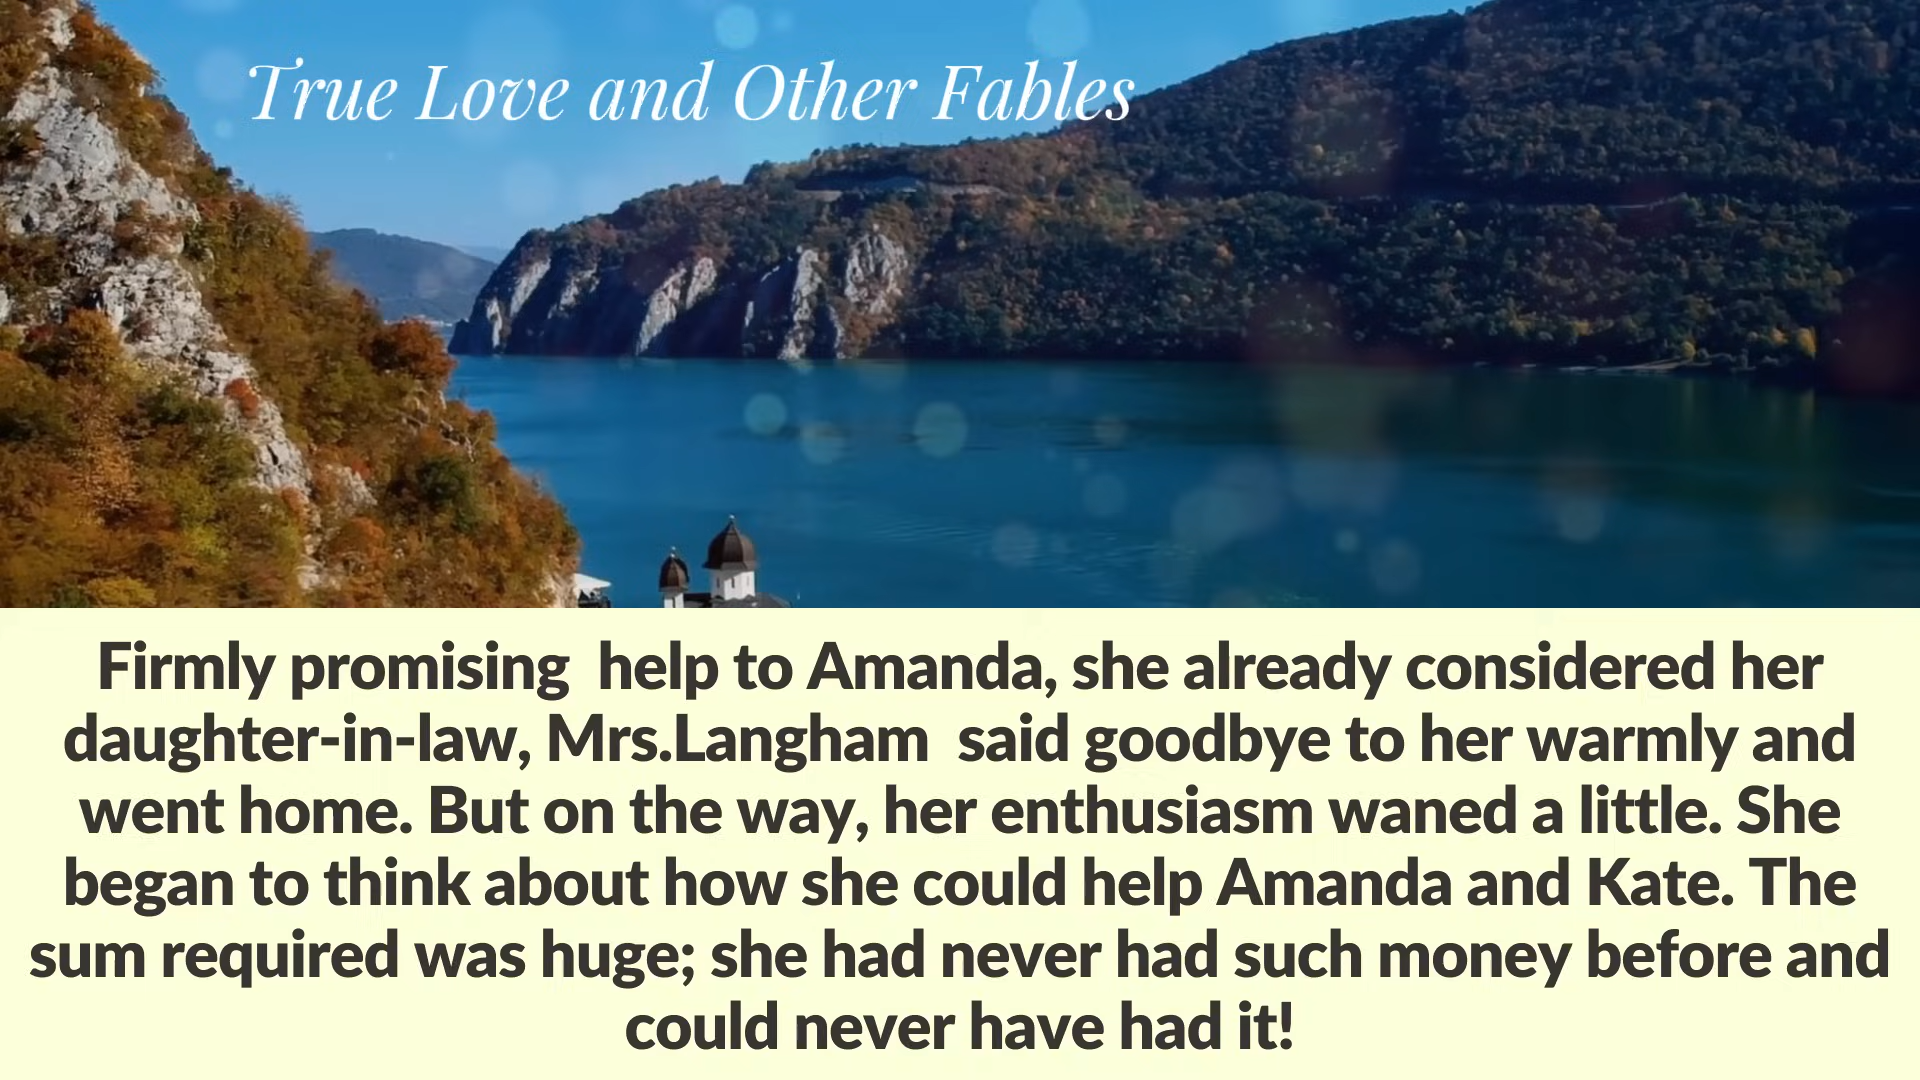 True Love and Other Fables
Firmly promising  help to Amanda, she already considered her
daughter-in-law, Mrs.Langham  said goodbye to her warmly and
went home. But on the way, her enthusiasm waned a little. She
began to think about how she could help Amanda and Kate. The
sum required was huge; she had never had such money before and
could never have had it!